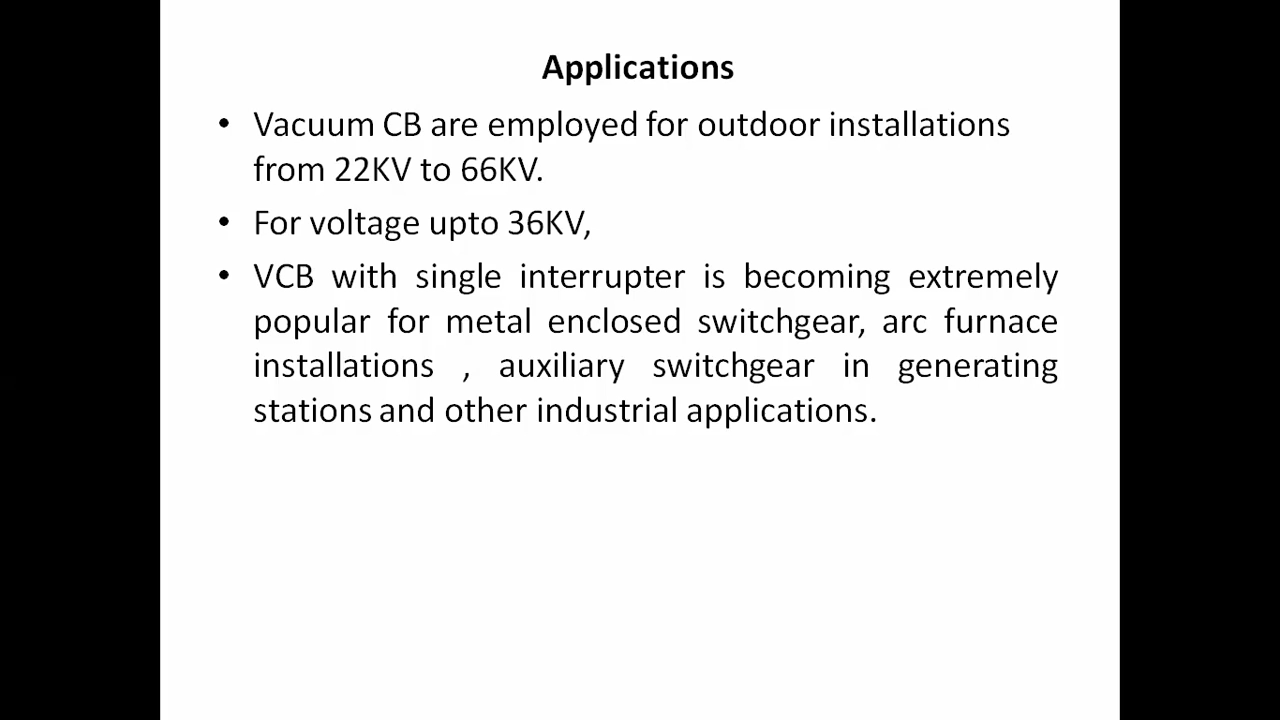 Applications
• Vacuum CB are employed for outdoor installations
from 22KV to 66KV.
• For voltage upto 36KV,
• VCB with single interrupter is becoming extremely
popular for metal enclosed switchgear, arc furnace
installations , auxiliary switchgear in generating
stations and other industrial applications.